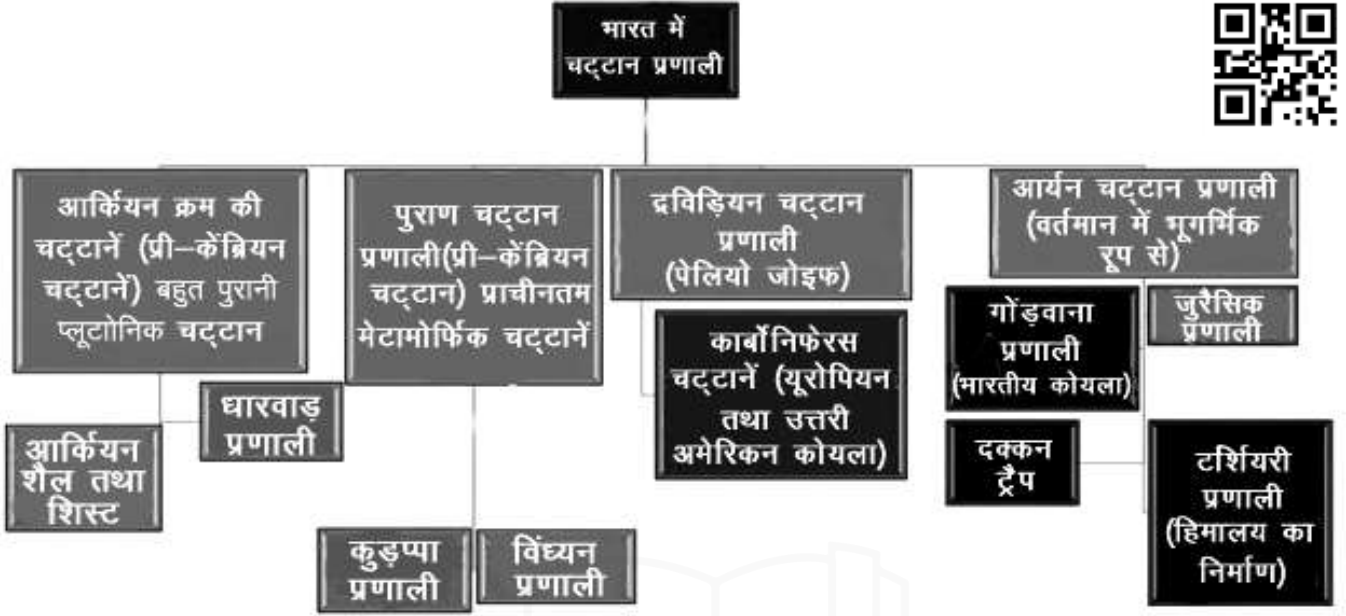 भारत में
चट्टान प्रणाली
आर्कियन क्रम की
चट्टानें (प्री–केंब्रियन
चट्टानें) बहुत पुरानी
प्लूटाोनिक चट्टान
पुराण चट्टान
प्रणाली(प्री–केंब्रियन
चट्टान) प्राचीनतम
मेटामोर्फिक चट्टानें
द्रविड़ियन चट्टान
प्रणाली
(पेलियो जोइफ)
आर्यन चट्टान प्रणाली
(वर्तमान में भूगर्भिक
रूप से)
धारवाड़
प्रणाली
आर्कियन
शैल तथा
शिस्ट
कुड़प्पा
प्रणाली
विंध्यन
प्रणाली
कार्बोनिफेरस
चट्टानें (यूरोपियन
तथा उत्तरी
अमेरिकन कोयला)
गोंड़वाना
प्रणाली
(भारतीय कोयला)
जुरैसिक
प्रणाली
दक्कन
ट्रैप
टर्शियरी
प्रणाली
(हिमालय का
निर्माण)